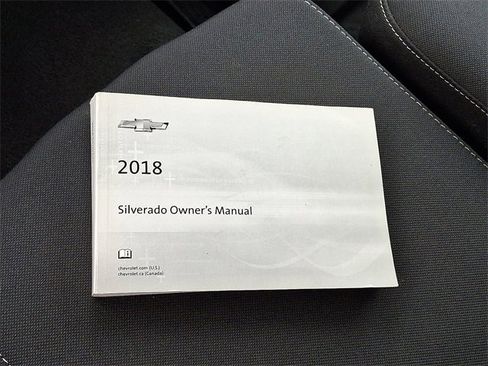 2018
Silverado Owner's Manual
chevrolet.com (U.S.)
chevrolet.ca (Canada)